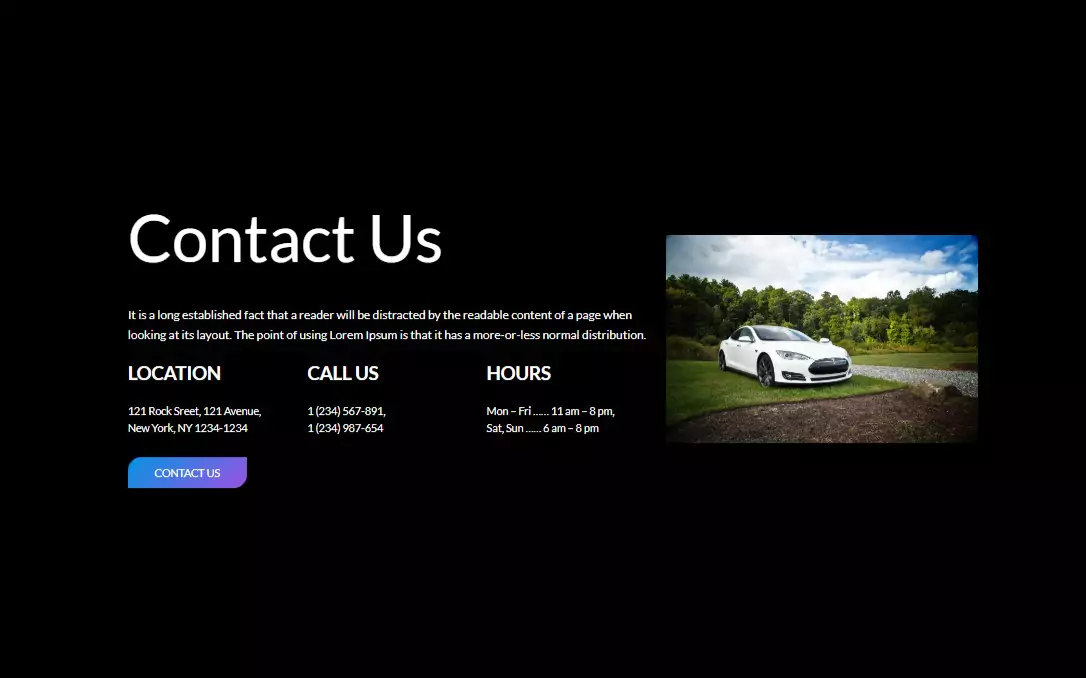 Contact Us
It is a long established fact that a reader will be distracted by the readable content of a page when
looking at its layout. The point of using Lorem Ipsum is that it has a more-or-less normal distribution.
LOCATION
121 Rock Sreet, 121 Avenue,
New York, NY 1234-1234
CALL US
1 (234) 567-891,
1 (234) 987-654
HOURS
Mon – Fri …… 11 am – 8 pm,
Sat, Sun …… 6 am – 8 pm
CONTACT US